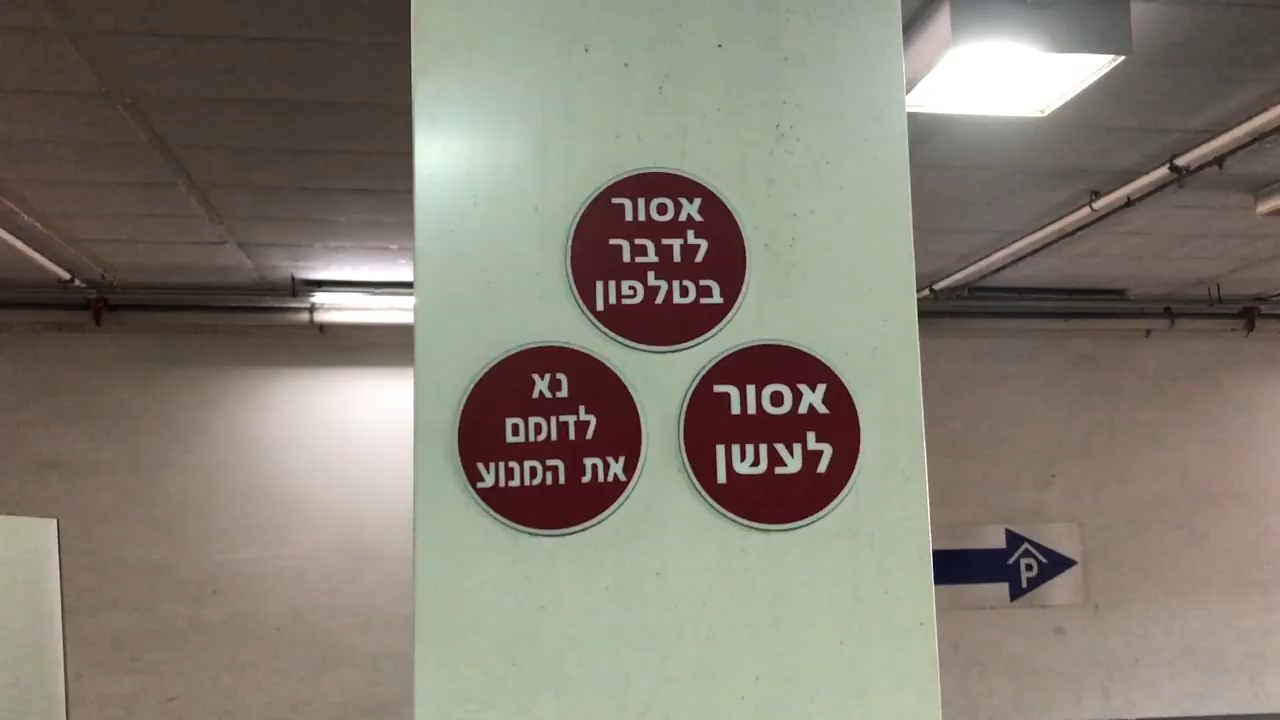 אסור
לדבר
בטלפון
אסור
לעשן
נא
לדומם
את המנוע
P